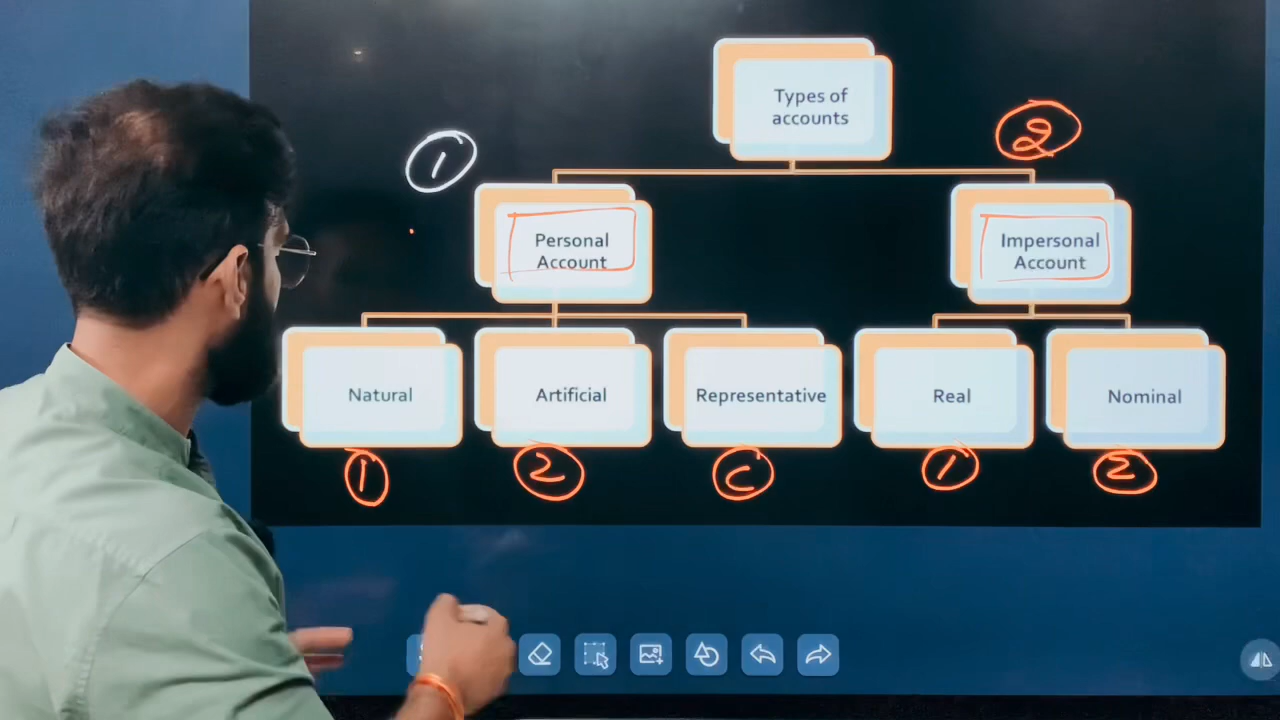 Types of
accounts
1
2
Personal
Account
Impersonal
Account
Natural
Artificial
Representative
Real
Nominal
1
2
C
1
2